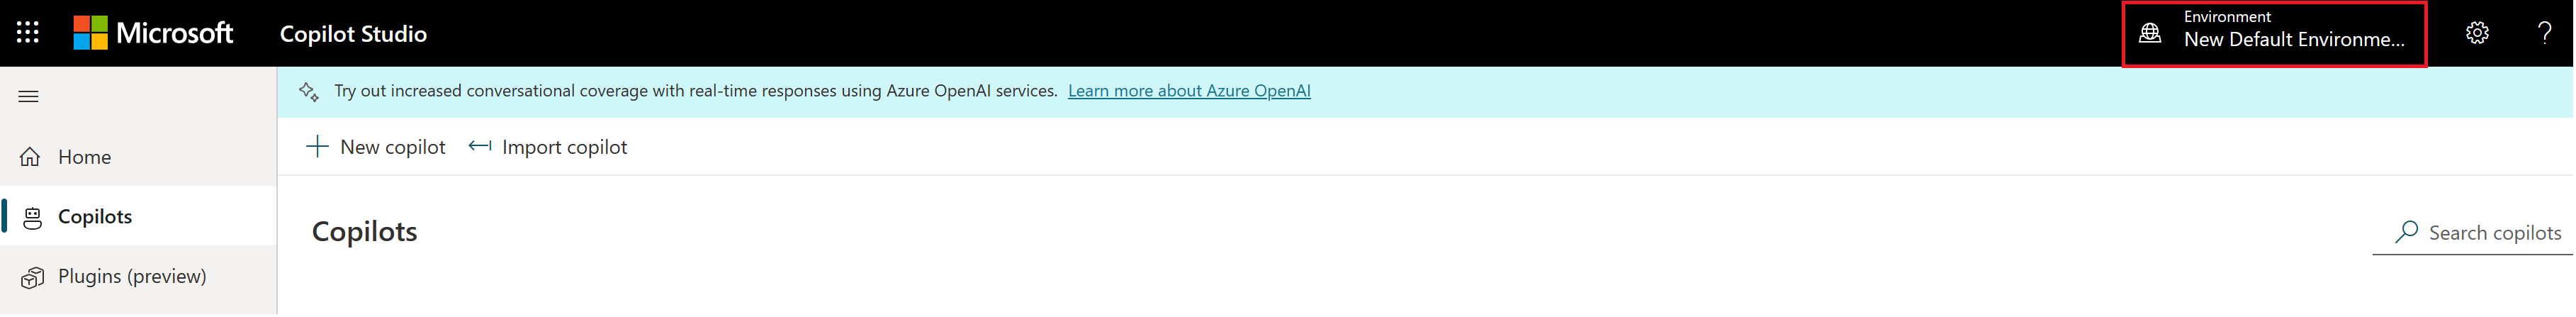 Microsoft
Copilot Studio
Environment
New Default Environme...
Try out increased conversational coverage with real-time responses using Azure OpenAI services. Learn more about Azure OpenAI
Home
Copilots
Plugins (preview)
New copilot
Import copilot
Copilots
Search copilots